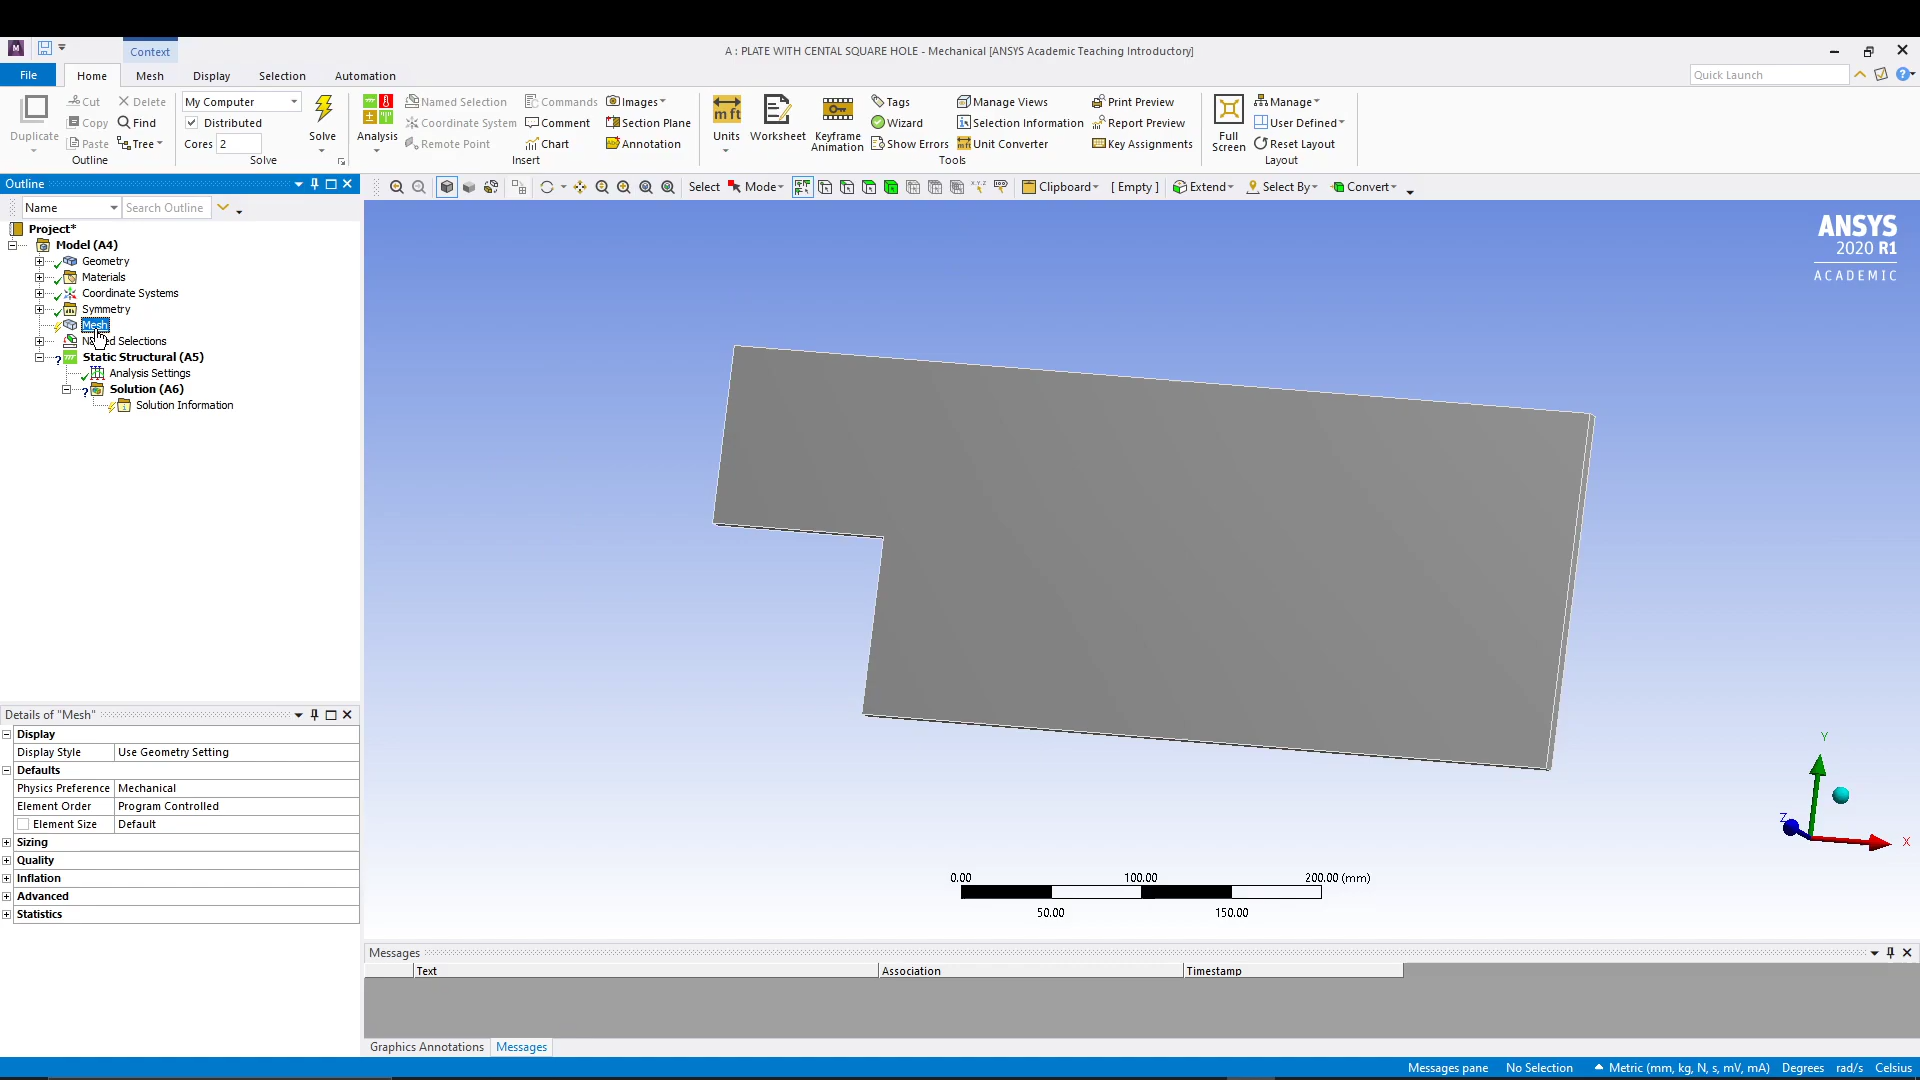 Context
A : PLATE WITH CENTAL SQUARE HOLE - Mechanical [ANSYS Academic Teaching Introductory]
File Home Mesh Display Selection Automation
Quick Launch
Duplicate
Cut
Copy
Paste
Delete
Find
Tree
Outline
My Computer
Distributed
Cores 2
Solve
Solve
Analysis
Named Selection
Coordinate System
Remote Point
Commands
Comment
Chart
Images
Section Plane
Annotation
Insert
Units
Worksheet
Keyframe
Animation
Tags
Wizard
Show Errors
Manage Views
Selection Information
Unit Converter
Print Preview
Report Preview
Key Assignments
Tools
Full
Screen
Manage
User Defined
Reset Layout
Layout
Outline
Name Search Outline
Select Mode Clipboard [ Empty ] Extend Select By Convert
Project*
Model (A4)
Geometry
Materials
Coordinate Systems
Symmetry
Mesh
ed Selections
Static Structural (A5)
Analysis Settings
Solution (A6)
Solution Information
ANSYS
2020 R1
ACADEMIC
Details of "Mesh"
Display
Display Style Use Geometry Setting
Defaults
Physics Preference Mechanical
Element Order Program Controlled
Element Size Default
Sizing
Quality
Inflation
Advanced
Statistics
Y
Z
X
0.00 100.00 200.00 (mm)
50.00 150.00
Messages
Text Association Timestamp
Graphics Annotations Messages
Messages pane No Selection Metric (mm, kg, N, s, mV, mA) Degrees rad/s Celsius